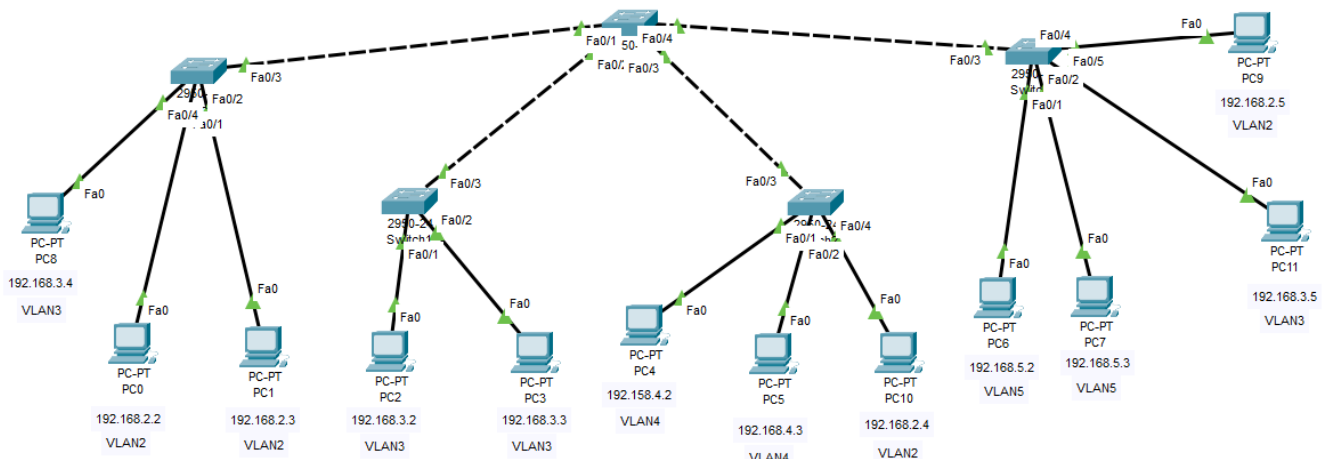 Fa0/1
Fa0/4
Fa0/3
Fa0/3
Fa0/2
Fa0/4
Fa0/3
Fa0/4
Fa0/5
Fa0/2
Fa0/1
Fa0
PC-PT
PC9
192.168.2.5
VLAN2
Fa0
PC-PT
PC8
192.168.3.4
VLAN3
Fa0/3
Fa0/2
Fa0/1
2950-24
Fa0/3
Fa0/4
Fa0/1
Fa0/2
Fa0
PC-PT
PC11
192.168.3.5
VLAN3
Fa0
PC-PT
PC0
192.168.2.2
VLAN2
Fa0
PC-PT
PC1
192.168.2.3
VLAN2
Fa0
PC-PT
PC2
192.168.3.2
VLAN3
Fa0
PC-PT
PC3
192.168.3.3
VLAN3
Fa0
PC-PT
PC4
192.158.4.2
VLAN4
Fa0
PC-PT
PC5
192.168.4.3
VLAN4
Fa0
PC-PT
PC10
192.168.2.4
VLAN2
Fa0
PC-PT
PC6
192.168.5.2
VLAN5
Fa0
PC-PT
PC7
192.168.5.3
VLAN5